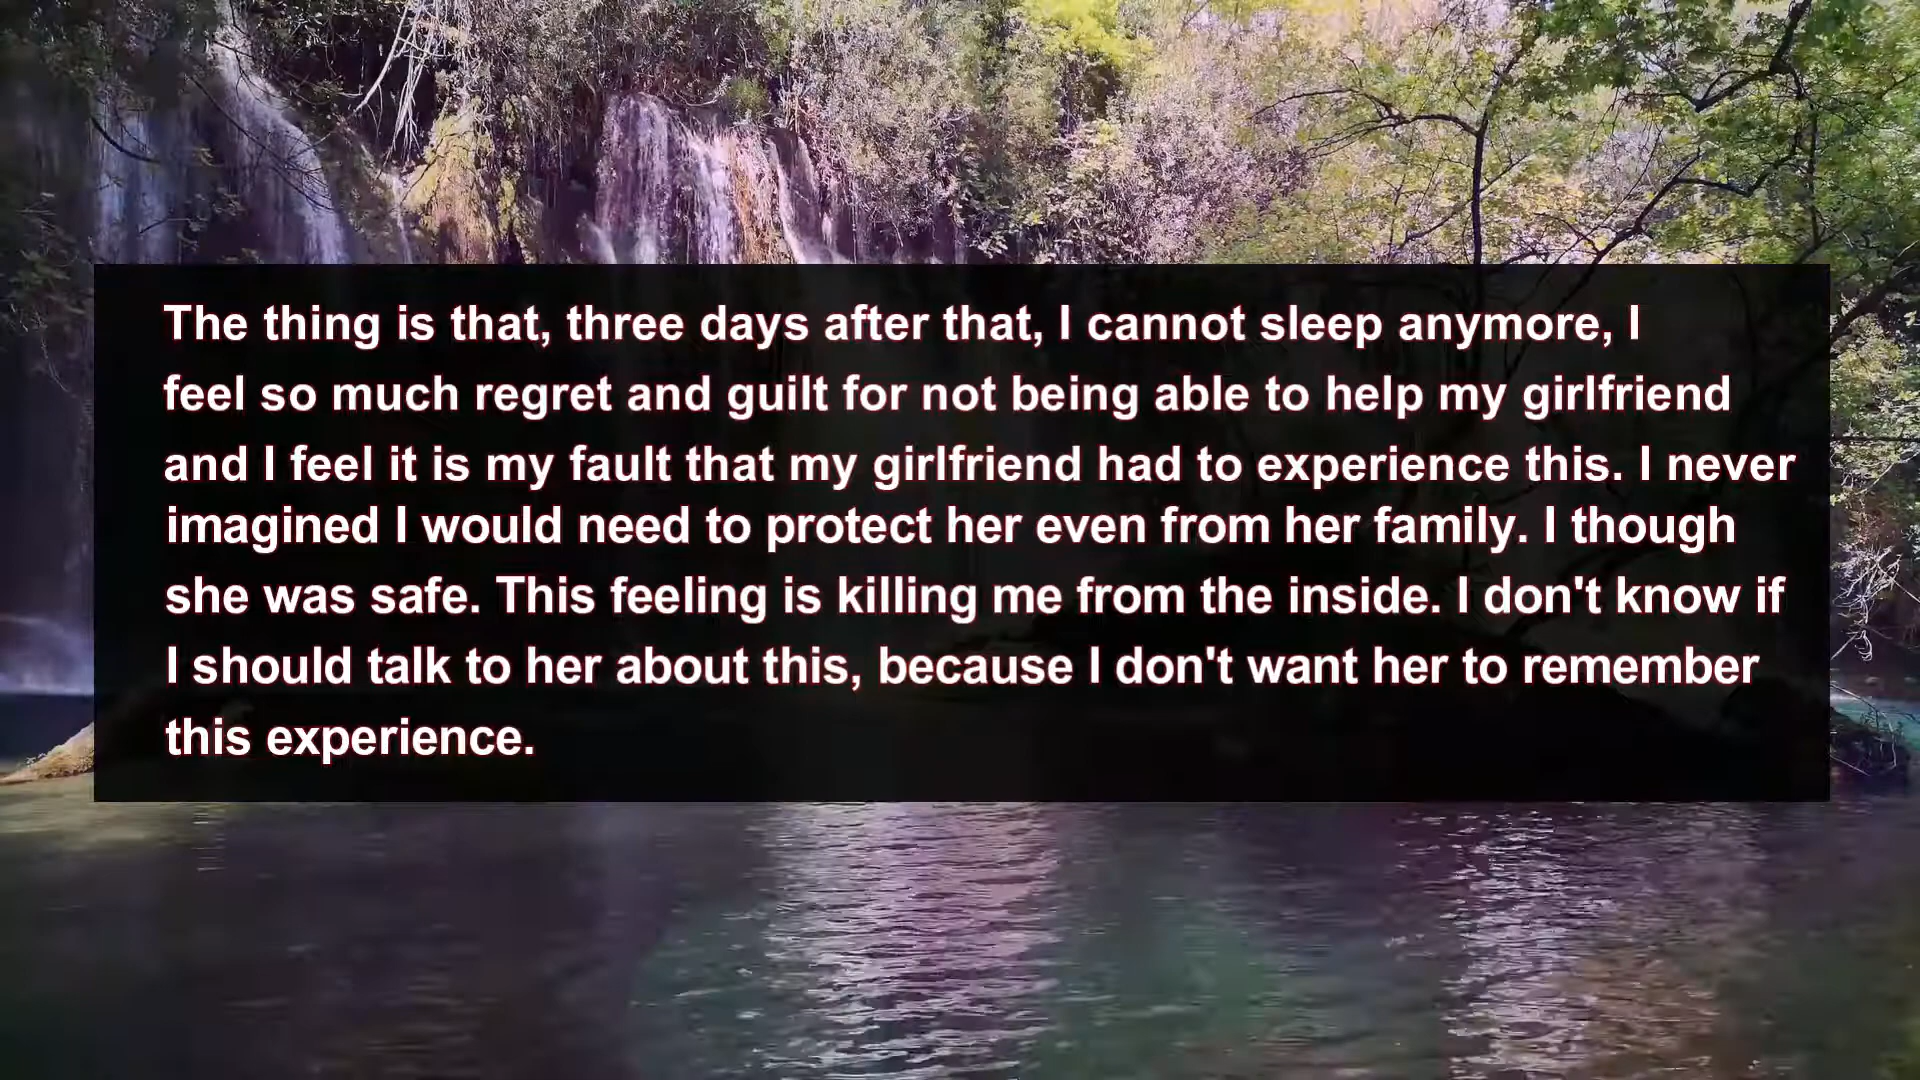 The thing is that, three days after that, I cannot sleep anymore, I
feel so much regret and guilt for not being able to help my girlfriend
and I feel it is my fault that my girlfriend had to experience this. I never
imagined I would need to protect her even from her family. I though
she was safe. This feeling is killing me from the inside. I don't know if
I should talk to her about this, because I don't want her to remember
this experience.